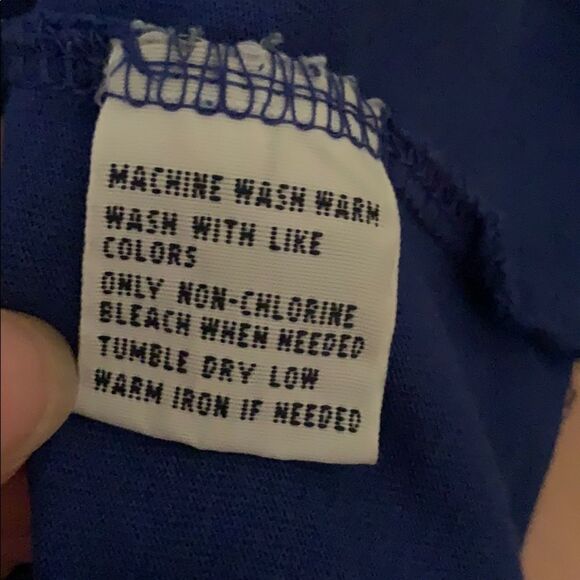 MACHINE WASH WARM
WASH WITH LIKE
COLORS
ONLY NON-CHLORINE
BLEACH WHEN NEEDED
TUMBLE DRY LOW
WARM IRON IF NEEDED